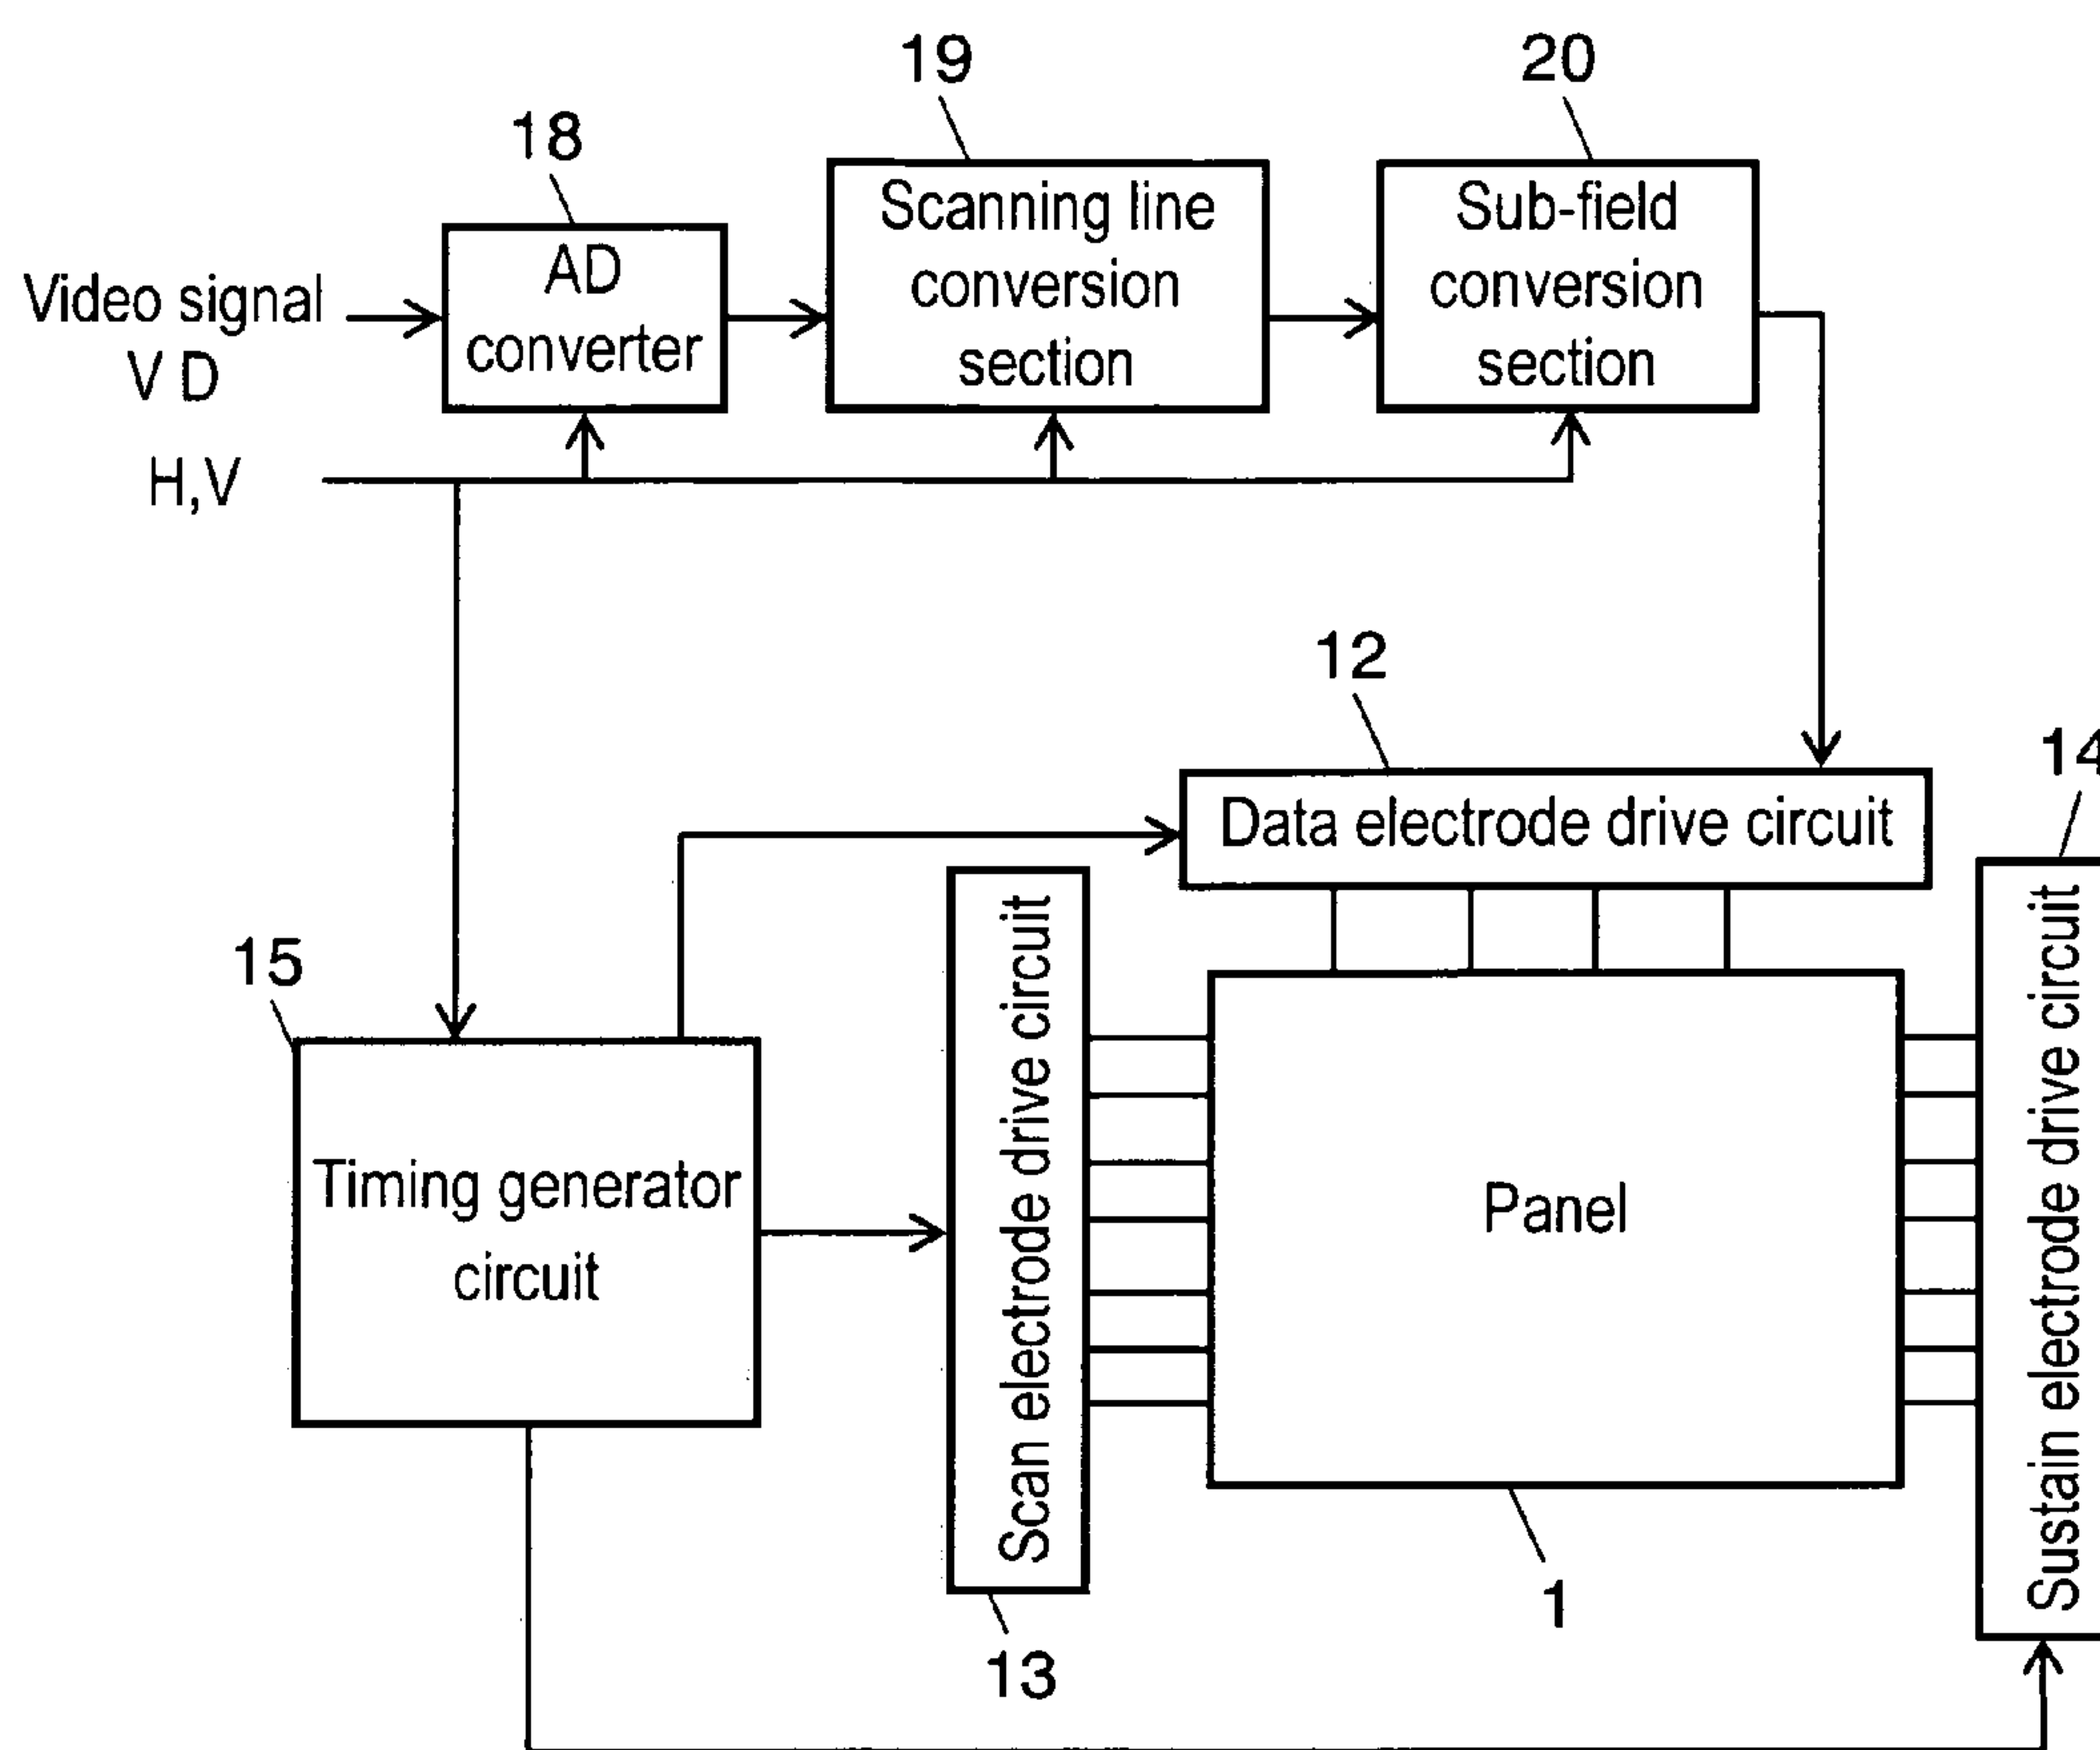 19
20
18
Scanning line
conversion
section
Sub-field
conversion
section
AD
converter
Video signal
V D
H,V
12
14
Data electrode drive circuit
15
Scan electrode drive circuit
Sustain electrode drive circuit
Timing generator
circuit
Panel
1
13